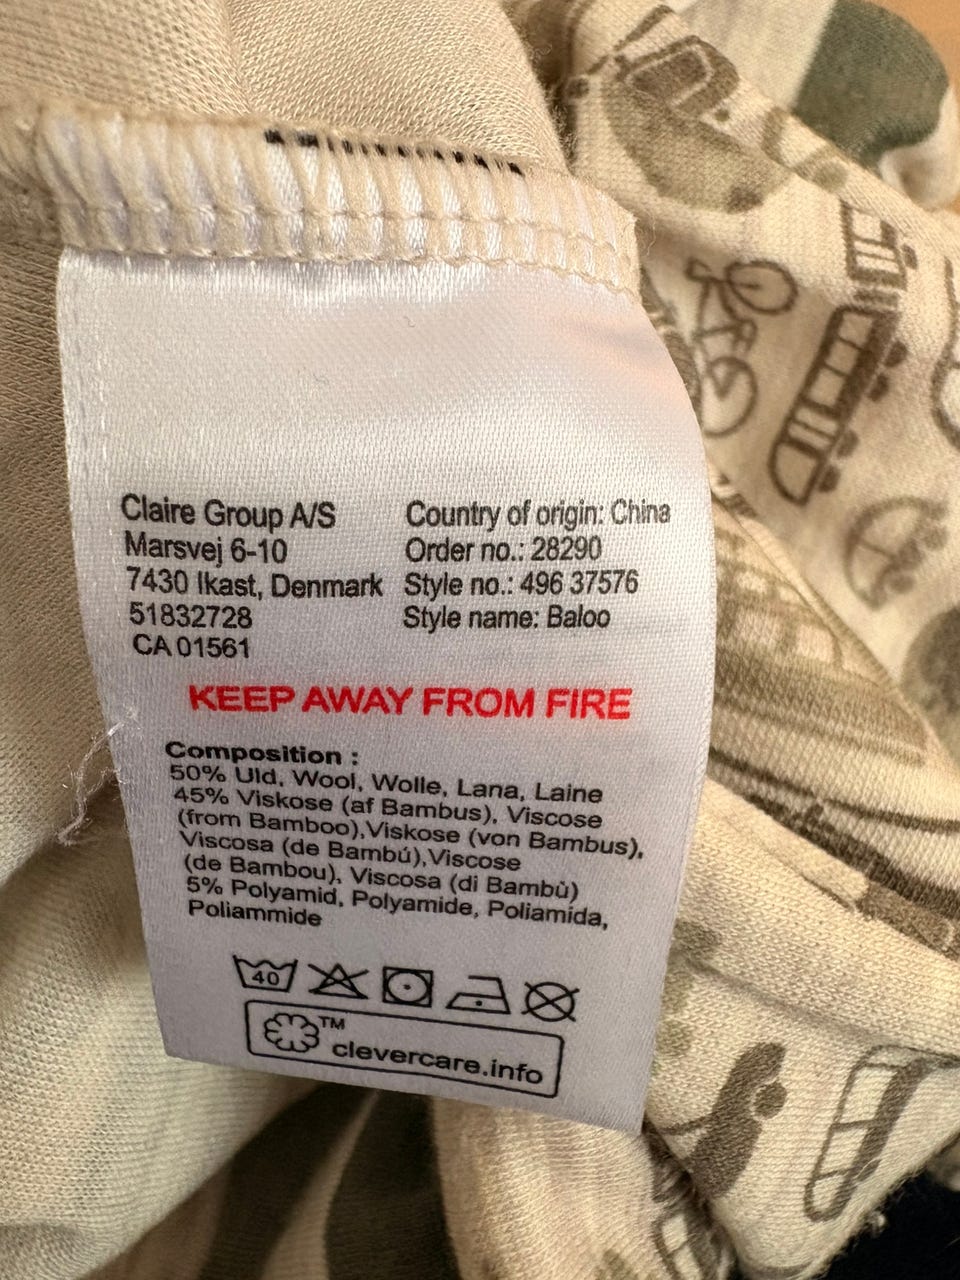 Claire Group A/S
Marsvej 6-10
7430 Ikast, Denmark
51832728
CA 01561
Country of origin: China
Order no.: 28290
Style no.: 496 37576
Style name: Baloo
KEEP AWAY FROM FIRE
Composition :
50% Uld, Wool, Wolle, Lana, Laine
45% Viskose (af Bambus), Viscose
(from Bamboo),Viskose (von Bambus),
Viscosa (de Bambú),Viscose
(de Bambou), Viscosa (di Bambù)
5% Polyamid, Polyamide, Poliamida,
Poliammide
40
™
clevercare.info